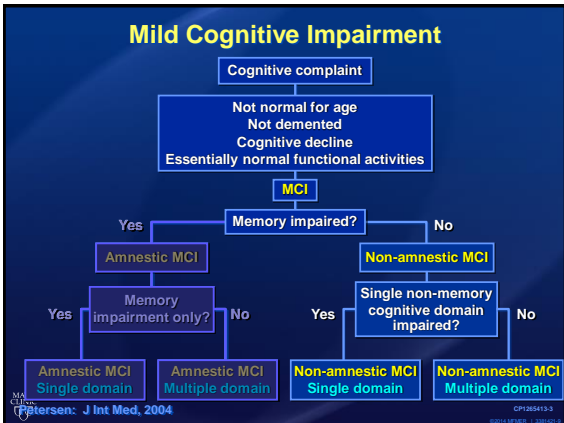 Mild Cognitive Impairment
Cognitive complaint
Not normal for age
Not demented
Cognitive decline
Essentially normal functional activities
MCI
Memory impaired?
Yes
No
Amnestic MCI
Non-amnestic MCI
Memory
impairment only?
Yes
No
Single non-memory
cognitive domain
impaired?
Yes
No
Amnestic MCI
Single domain
Amnestic MCI
Multiple domain
Non-amnestic MCI
Single domain
Non-amnestic MCI
Multiple domain
Petersen: J Int Med, 2004
CP1265413-3
©2014 MFMER | 3381421-